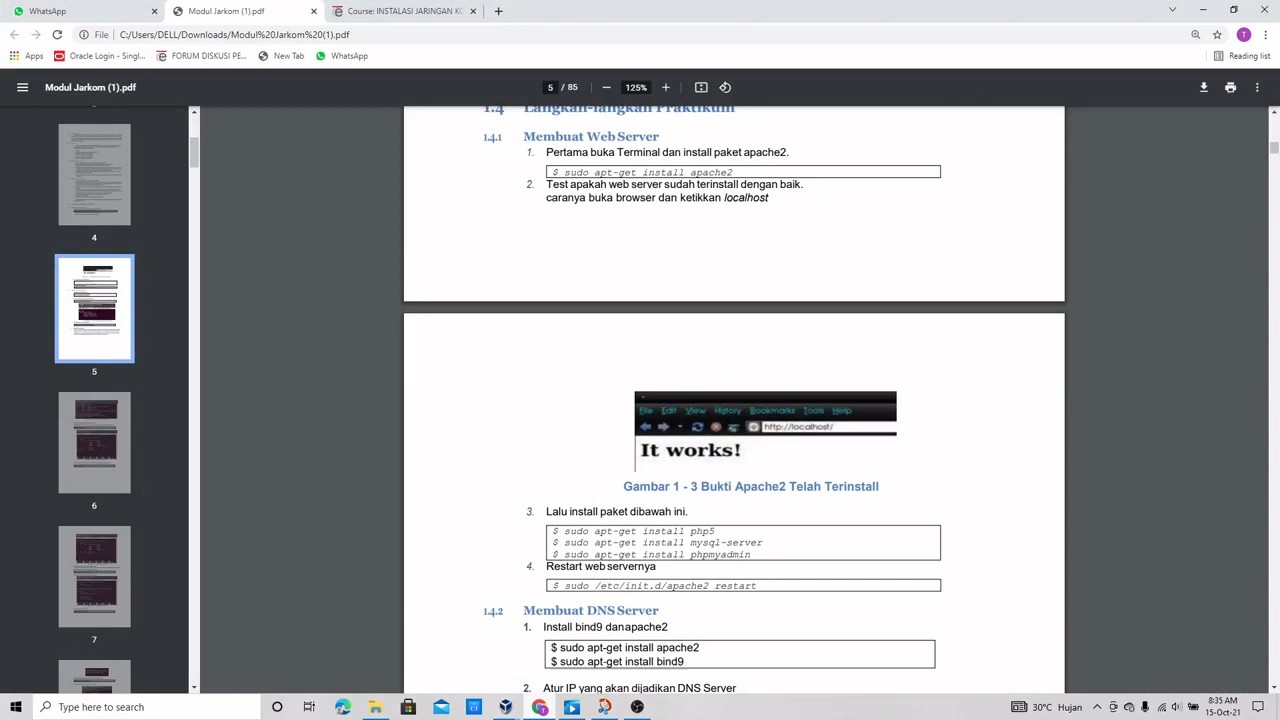 WhatsApp
Modul Jarkom (1).pdf
Course: INSTALASI JARINGAN KO
File
C:/Users/DELL/Downloads/Modul%20Jarkom%20(1).pdf
T
Apps
Oracle Login - Singl...
FORUM DISKUSI PE...
New Tab
WhatsApp
Reading list
Modul Jarkom (1).pdf
5 / 85
125%
4
5
6
7
1.4 Langkah-langkah Praktikum
1.4.1 Membuat Web Server
1. Pertama buka Terminal dan install paket apache2.
$ sudo apt-get install apache2
2. Test apakah web server sudah terinstall dengan baik.
caranya buka browser dan ketikkan localhost
File Edit View History Bookmarks Tools Help
http://localhost/
It works!
Gambar 1 - 3 Bukti Apache2 Telah Terinstall
3. Lalu install paket dibawah ini.
$ sudo apt-get install php5
$ sudo apt-get install mysql-server
$ sudo apt-get install phpmyadmin
4. Restart web servernya
$ sudo /etc/init.d/apache2 restart
1.4.2 Membuat DNS Server
1. Install bind9 dan apache2
$ sudo apt-get install apache2
$ sudo apt-get install bind9
2. Atur IP yang akan dijadikan DNS Server
Type here to search
30°C Hujan
8:35 AM
15-Oct-21